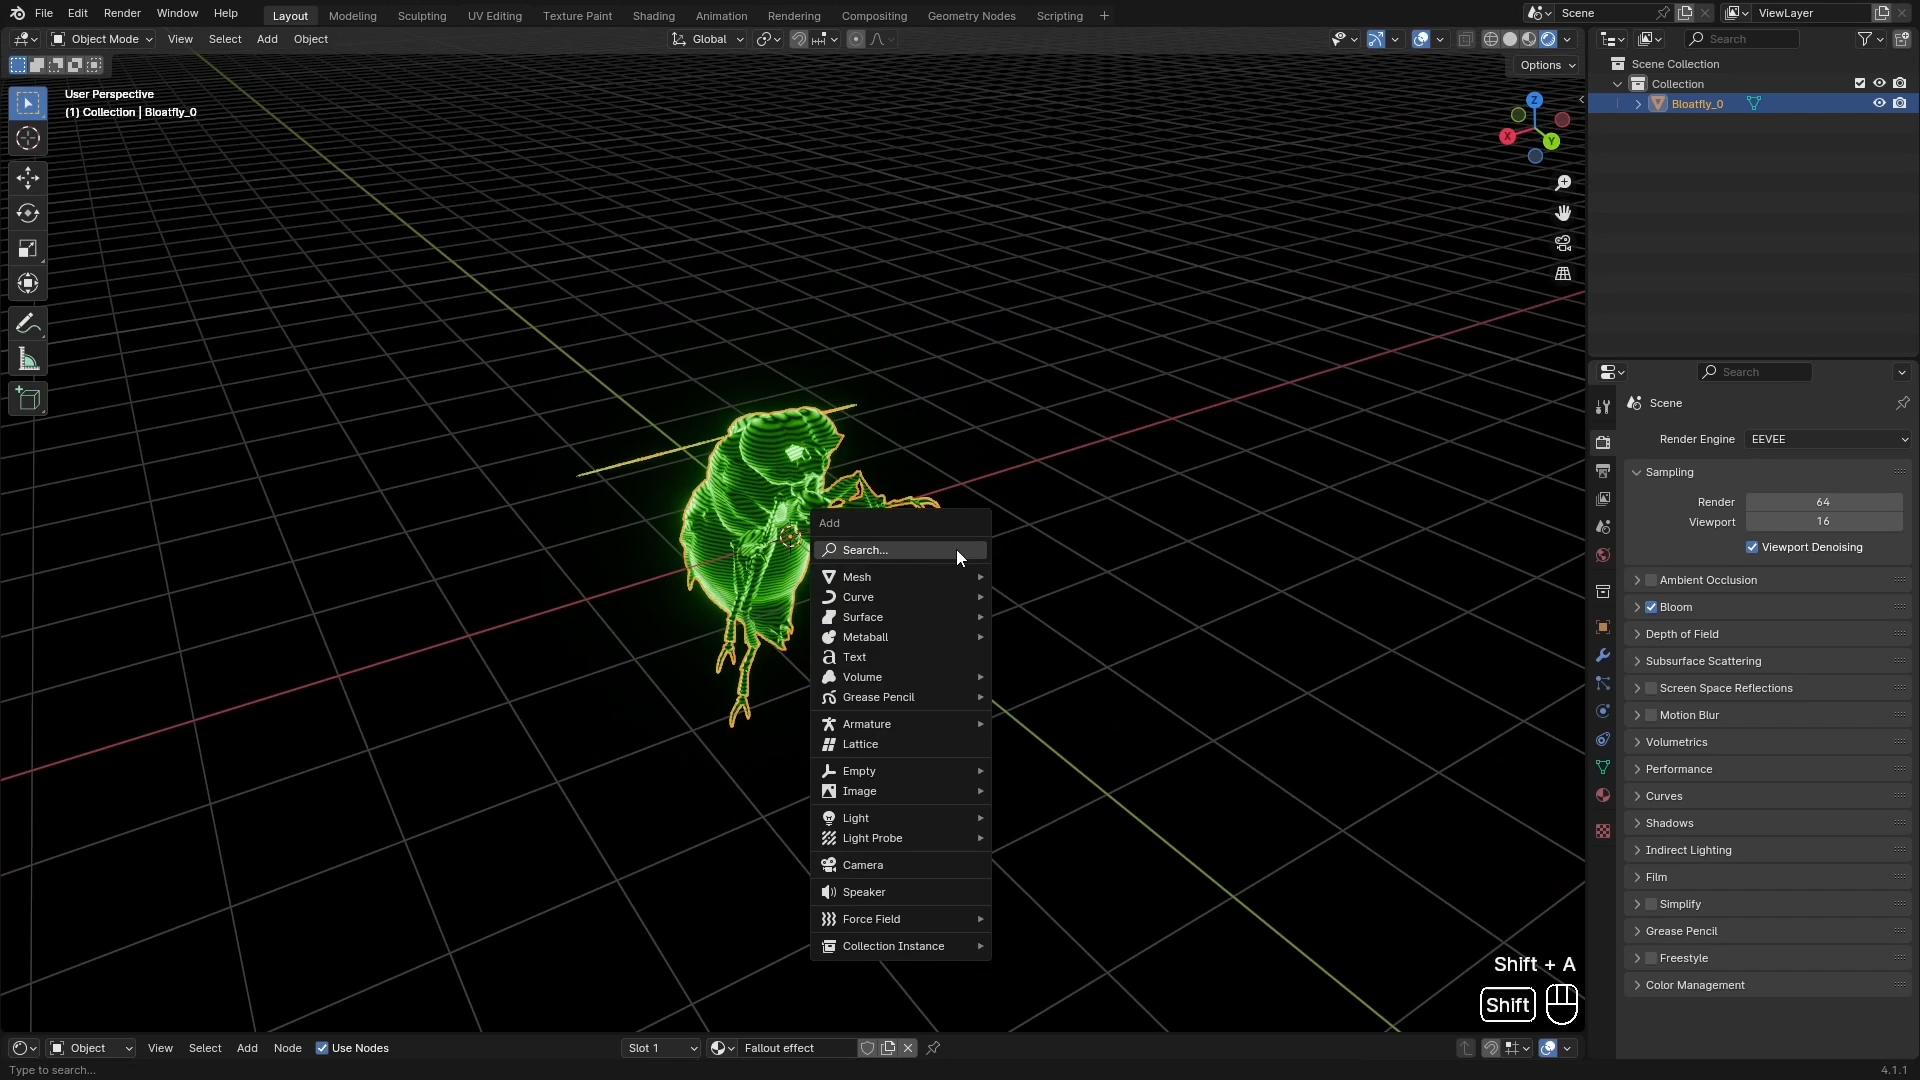 File Edit Render Window Help Layout Modeling Sculpting UV Editing Texture Paint Shading Animation Rendering Compositing Geometry Nodes Scripting + Scene ViewLayer
Object Mode View Select Add Object Global Search
Options
User Perspective
(1) Collection | Bloatfly_0
Z
X
Y
Scene Collection
Collection
Bloatfly_0
Search
Scene
Render Engine EEVEE
Sampling
Render 64
Viewport 16
Viewport Denoising
Ambient Occlusion
Bloom
Depth of Field
Subsurface Scattering
Screen Space Reflections
Motion Blur
Volumetrics
Performance
Curves
Shadows
Indirect Lighting
Film
Simplify
Grease Pencil
Freestyle
Color Management
Add
Search...
Mesh
Curve
Surface
Metaball
Text
Volume
Grease Pencil
Armature
Lattice
Empty
Image
Light
Light Probe
Camera
Speaker
Force Field
Collection Instance
Shift + A
Shift
Object View Select Add Node Use Nodes Slot 1 Fallout effect
Type to search... 4.1.1